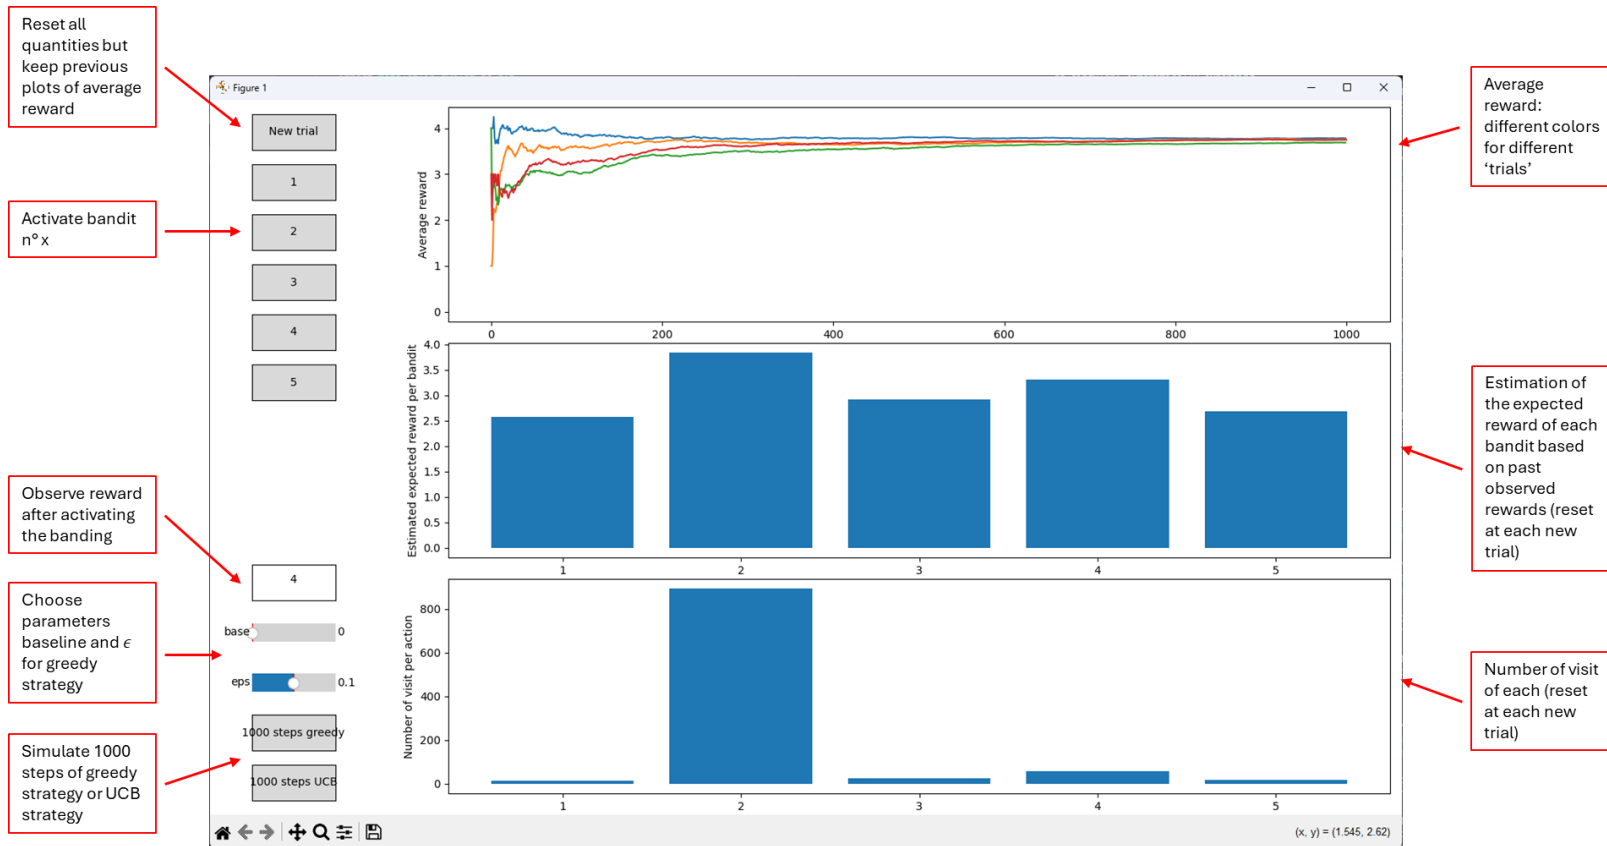 Reset all
quantities but
keep previous
plots of average
reward
Activate bandit
n° x
Observe reward
after activating
the banding
Choose
parameters
baseline and ϵ
for greedy
strategy
Simulate 1000
steps of greedy
strategy or UCB
strategy
Figure 1
New trial
1
2
3
4
5
4
base
0
eps
0.1
1000 steps greedy
1000 steps UCB
Average reward
4
3
2
1
0
0
200
400
600
800
1000
Estimated expected reward per bandit
4.0
3.5
3.0
2.5
2.0
1.5
1.0
0.5
0.0
1
2
3
4
5
Number of visit per action
800
600
400
200
0
1
2
3
4
5
(x, y) = (1.545, 2.62)
Average
reward:
different colors
for different
‘trials’
Estimation of
the expected
reward of each
bandit based
on past
observed
rewards (reset
at each new
trial)
Number of visit
of each (reset
at each new
trial)